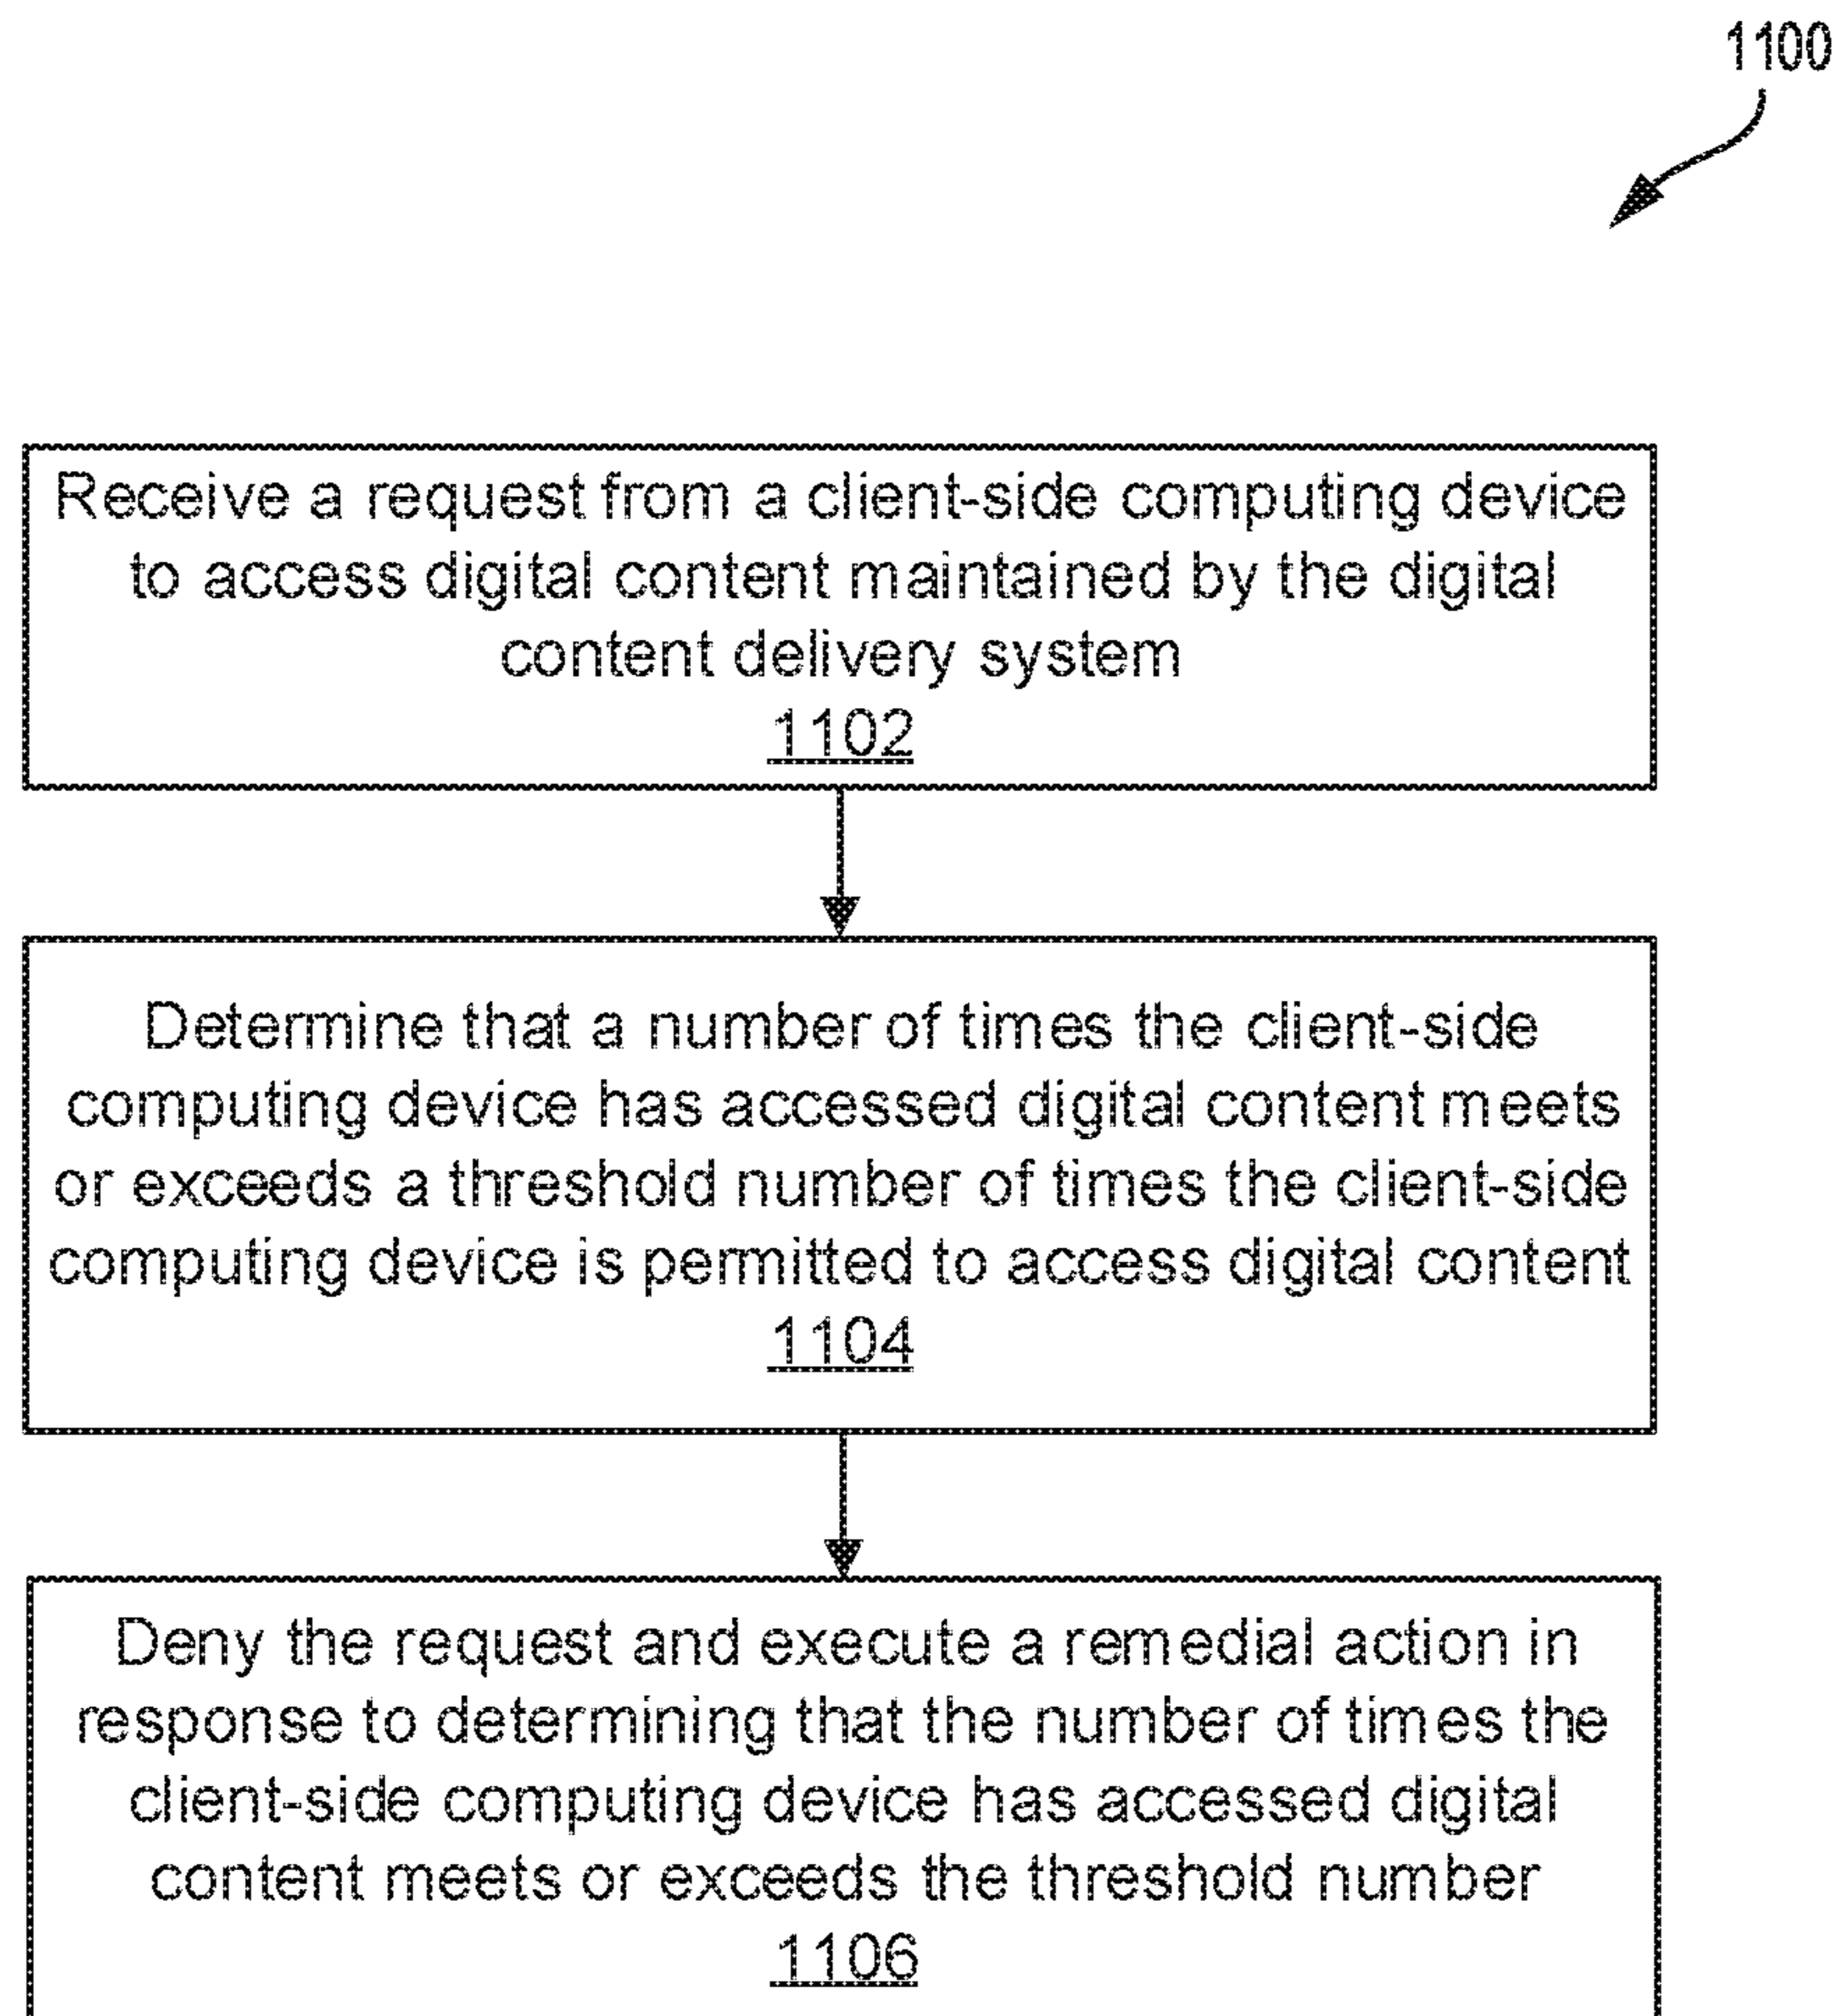 1100
Receive a request from a client-side computing device
to access digital content maintained by the digital
content delivery system
1102
Determine that a number of times the client-side
computing device has accessed digital content meets
or exceeds a threshold number of times the client-side
computing device is permitted to access digital content
1104
Deny the request and execute a remedial action in
response to determining that the number of times the
client-side computing device has accessed digital
content meets or exceeds the threshold number
1106